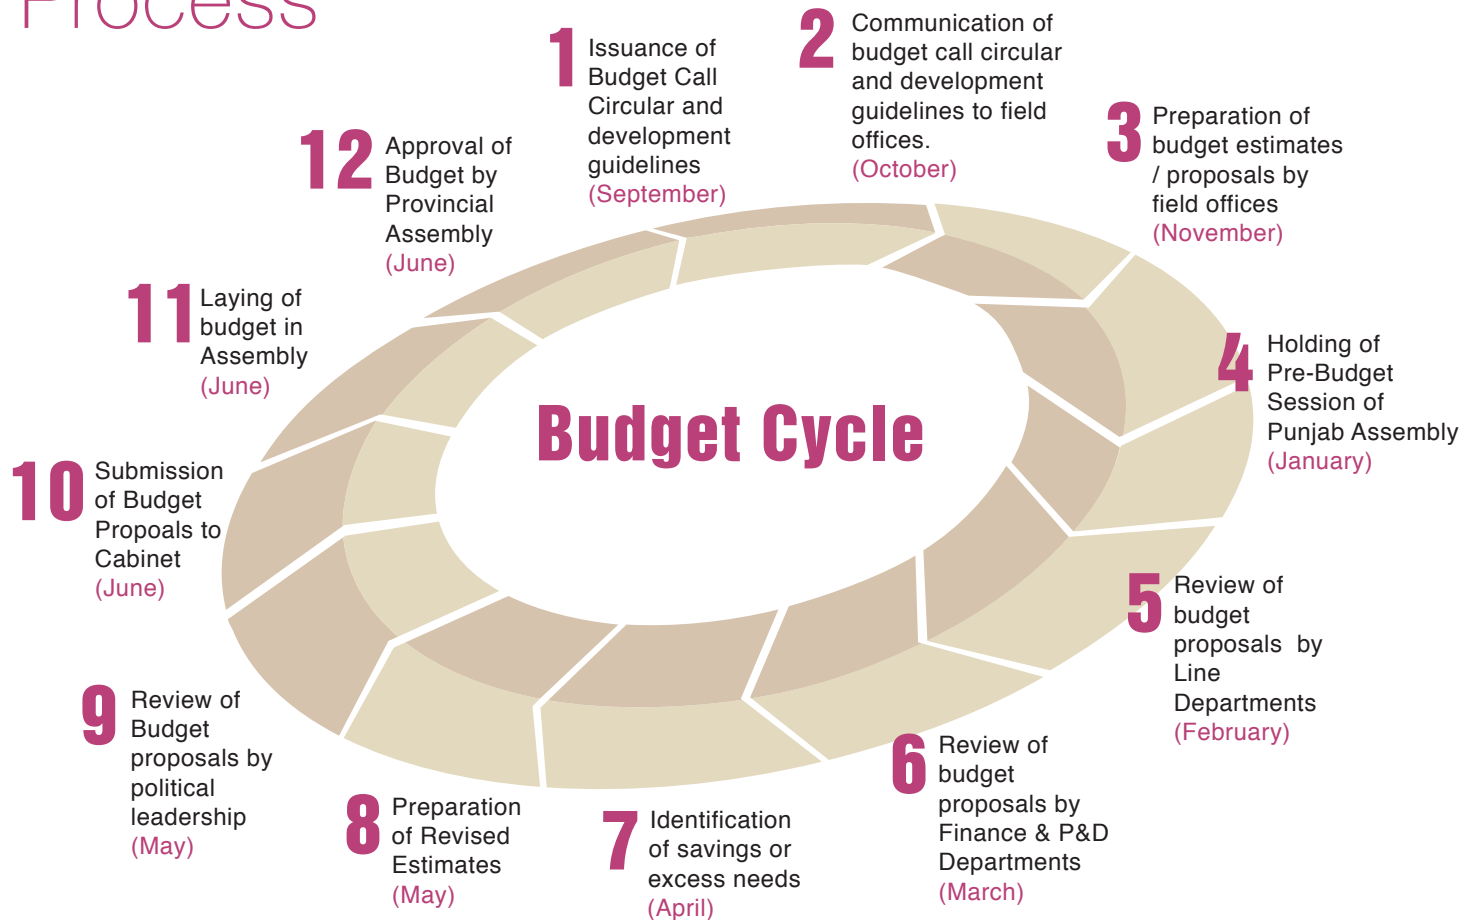 Process
1
Issuance of
Budget Call
Circular and
development
guidelines
(September)
2
Communication of
budget call circular
and development
guidelines to field
offices.
(October)
3
Preparation of
budget estimates
/ proposals by
field offices
(November)
4
Holding of
Pre-Budget
Session of
Punjab Assembly
(January)
5
Review of
budget
proposals by
Line
Departments
(February)
6
Review of
budget
proposals by
Finance & P&D
Departments
(March)
7
Identification
of savings or
excess needs
(April)
8
Preparation
of Revised
Estimates
(May)
9
Review of
Budget
proposals by
political
leadership
(May)
10
Submission
of Budget
Propoals to
Cabinet
(June)
11
Laying of
budget in
Assembly
(June)
12
Approval of
Budget by
Provincial
Assembly
(June)
Budget Cycle